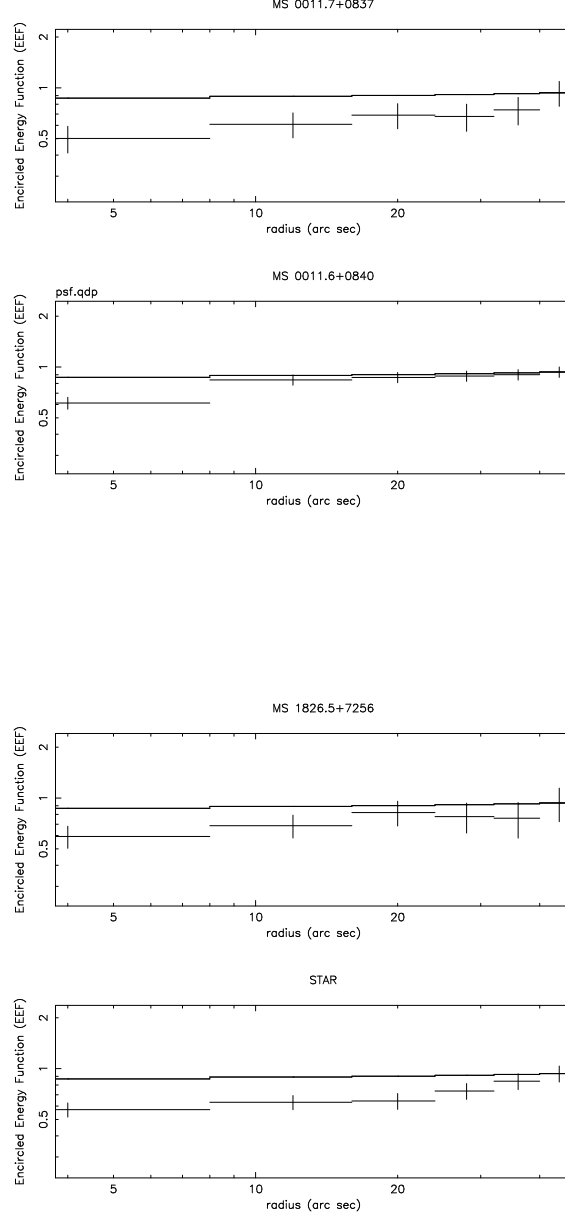 MS 0011.7+0837
Encircled Energy Function (EEF)
2
1
0.5
5 10 20
radius (arc sec)
MS 0011.6+0840
psf.qdp
Encircled Energy Function (EEF)
2
1
0.5
5 10 20
radius (arc sec)
MS 1826.5+7256
Encircled Energy Function (EEF)
2
1
0.5
5 10 20
radius (arc sec)
STAR
Encircled Energy Function (EEF)
2
1
0.5
5 10 20
radius (arc sec)